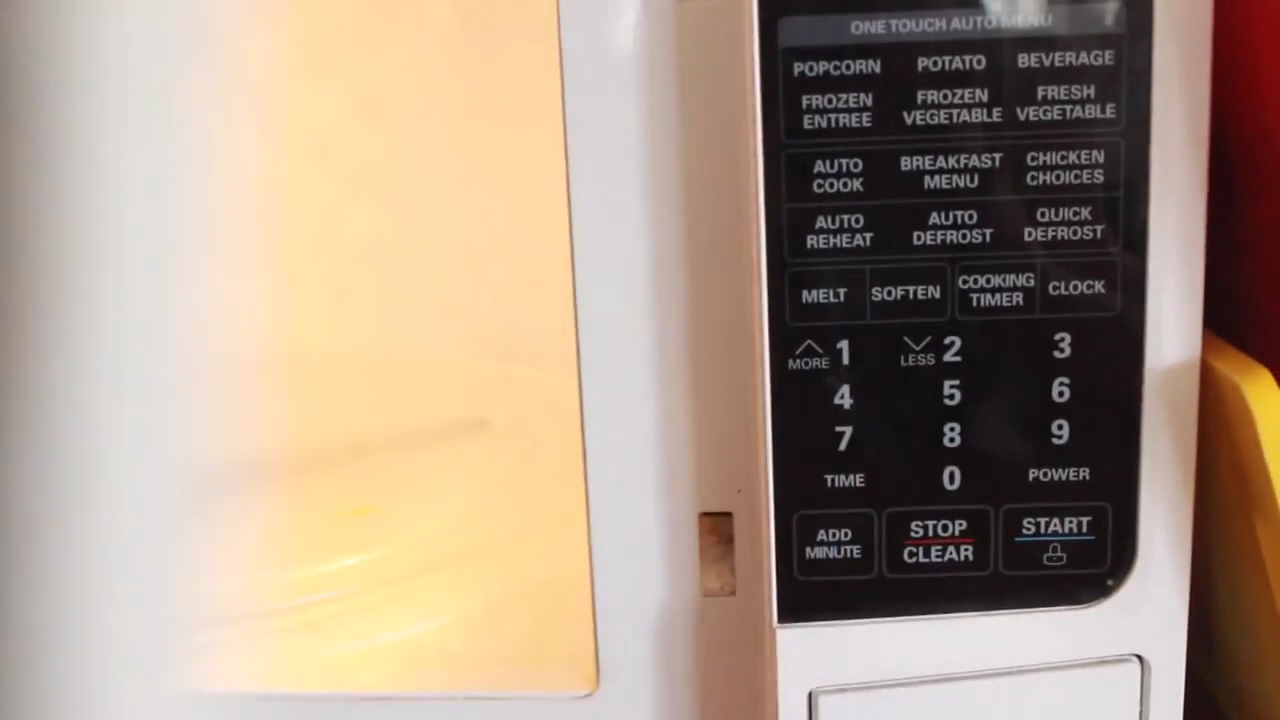 ONE TOUCH AUTO MENU
POPCORN POTATO BEVERAGE
FROZEN ENTREE FROZEN VEGETABLE FRESH VEGETABLE
AUTO COOK BREAKFAST MENU CHICKEN CHOICES
AUTO REHEAT AUTO DEFROST QUICK DEFROST
MELT SOFTEN COOKING TIMER CLOCK
MORE 1 LESS 2 3
4 5 6
7 8 9
TIME 0 POWER
ADD MINUTE STOP CLEAR START